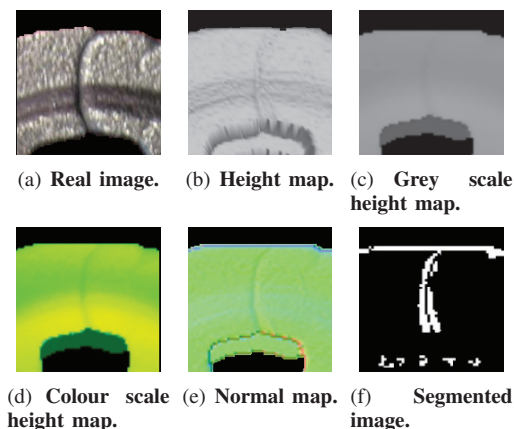 (a) Real image.
(b) Height map.
(c) Grey scale height map.
(d) Colour scale height map.
(e) Normal map.
(f) Segmented image.